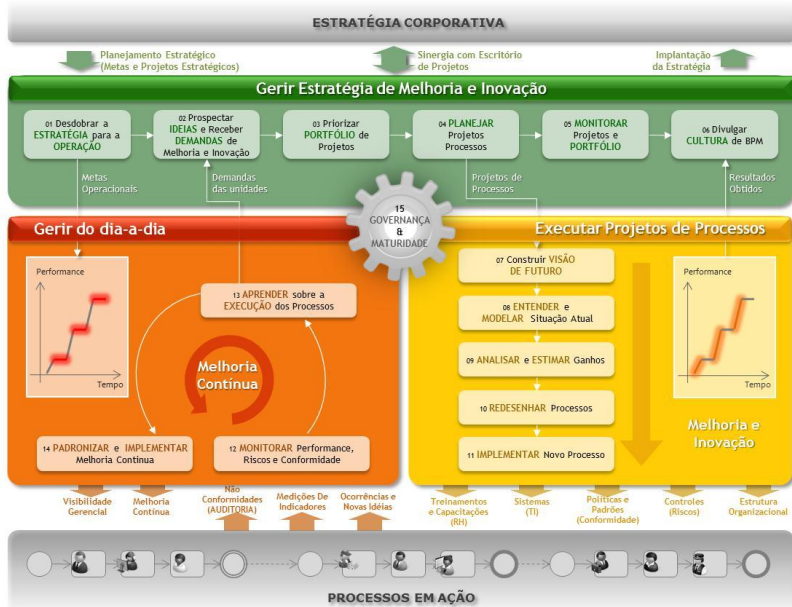 ESTRATÉGIA CORPORATIVA
Planejamento Estratégico
(Metas e Projetos Estratégicos)
Sinergia com Escritório
de Projetos
Implantação
da Estratégia
Gerir Estratégia de Melhoria e Inovação
01 Desdobrar a
ESTRATÉGIA para a
OPERAÇÃO
02 Prospectar
IDEIAS e Receber
DEMANDAS de
Melhoria e Inovação
03 Priorizar
PORTFÓLIO de
Projetos
04 PLANEJAR
Projetos
Processos
05 MONITORAR
Projetos e
PORTFÓLIO
06 Divulgar
CULTURA de BPM
Metas
Operacionais
Demandas
das unidades
Projetos de
Processos
Resultados
Obtidos
15
GOVERNANÇA
&
MATURIDADE
Gerir do dia-a-dia
Performance
Tempo
13 APRENDER sobre a
EXECUÇÃO dos Processos
Melhoria
Contínua
14 PADRONIZAR e IMPLEMENTAR
Melhoria Continua
12 MONITORAR Performance,
Riscos e Conformidade
Executar Projetos de Processos
07 Construir VISÃO
DE FUTURO
08 ENTENDER e
MODELAR Situação Atual
09 ANALISAR e ESTIMAR Ganhos
10 REDESENHAR Processos
11 IMPLEMENTAR Novo Processo
Performance
Tempo
Melhoria e
Inovação
Visibilidade
Gerencial
Melhoria
Contínua
Não
Conformidades
(AUDITORIA)
Medições De
Indicadores
Ocorrências e
Novas Idéias
Treinamentos
e Capacitações
(RH)
Sistemas
(TI)
Políticas e
Padrões
(Conformidade)
Controles
(Riscos)
Estrutura
Organizacional
PROCESSOS EM AÇÃO